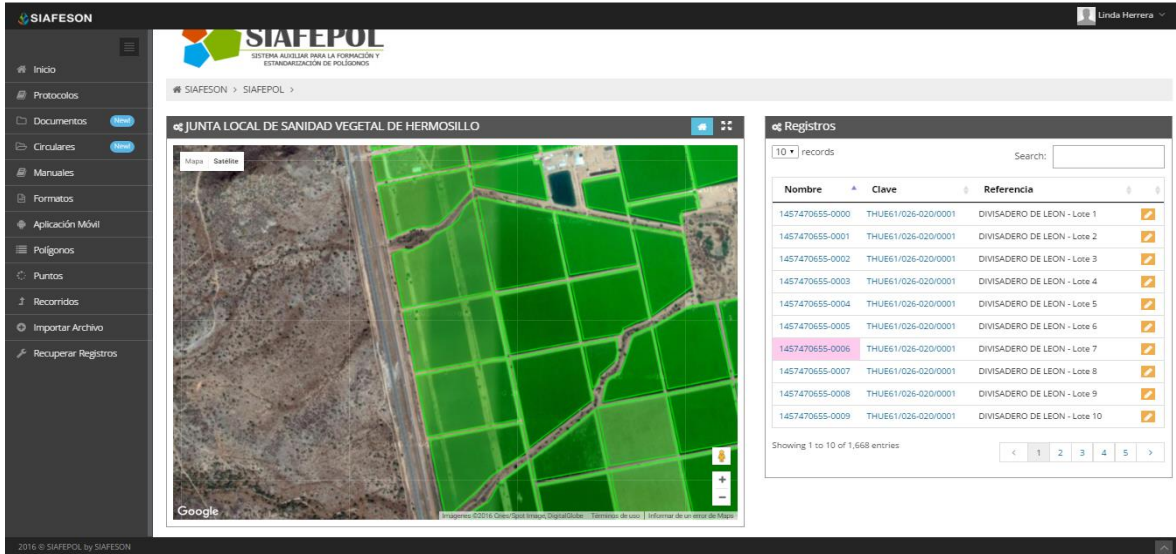 SIAFESON
Linda Herrera
Inicio
Protocolos
Documentos New!
Circulares New!
Manuales
Formatos
Aplicación Móvil
Polígonos
Puntos
Recorridos
Importar Archivo
Recuperar Registros
SIAFEPOL
SISTEMA AUXILIAR PARA LA FORMACIÓN Y
ESTANDARIZACIÓN DE POLÍGONOS
SIAFESON > SIAFEPOL >
JUNTA LOCAL DE SANIDAD VEGETAL DE HERMOSILLO
Mapa Satélite
Google
Imágenes ©2016 Cnes/Spot Image, DigitalGlobe Términos de uso Informar de un error de Maps
Registros
10 records
Search:
Nombre Clave Referencia
1457470655-0000 THUE61/026-020/0001 DIVISADERO DE LEON - Lote 1
1457470655-0001 THUE61/026-020/0001 DIVISADERO DE LEON - Lote 2
1457470655-0002 THUE61/026-020/0001 DIVISADERO DE LEON - Lote 3
1457470655-0003 THUE61/026-020/0001 DIVISADERO DE LEON - Lote 4
1457470655-0004 THUE61/026-020/0001 DIVISADERO DE LEON - Lote 5
1457470655-0005 THUE61/026-020/0001 DIVISADERO DE LEON - Lote 6
1457470655-0006 THUE61/026-020/0001 DIVISADERO DE LEON - Lote 7
1457470655-0007 THUE61/026-020/0001 DIVISADERO DE LEON - Lote 8
1457470655-0008 THUE61/026-020/0001 DIVISADERO DE LEON - Lote 9
1457470655-0009 THUE61/026-020/0001 DIVISADERO DE LEON - Lote 10
Showing 1 to 10 of 1,668 entries
< 1 2 3 4 5 >
2016 © SIAFEPOL by SIAFESON